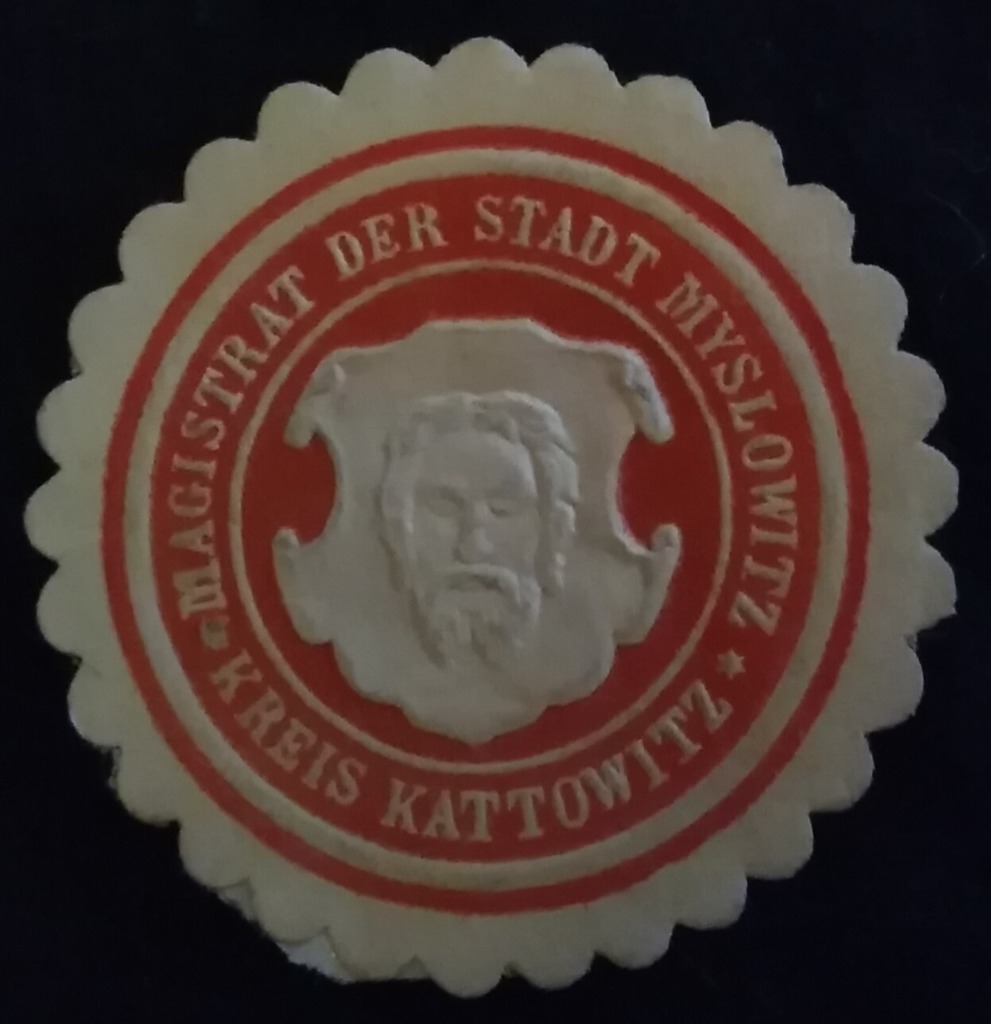 MAGISTRAT DER STADT MYSLOWITZ
* KREIS KATTOWITZ *